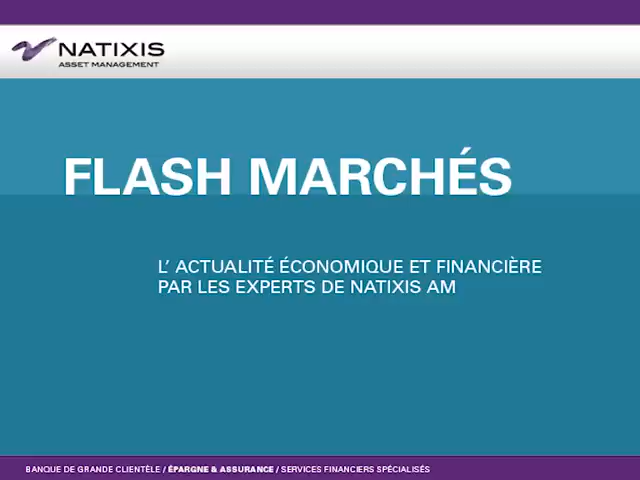 NATIXIS
ASSET MANAGEMENT
FLASH MARCHÉS
L’ ACTUALITÉ ÉCONOMIQUE ET FINANCIÈRE
PAR LES EXPERTS DE NATIXIS AM
BANQUE DE GRANDE CLIENTÈLE / ÉPARGNE & ASSURANCE / SERVICES FINANCIERS SPÉCIALISÉS